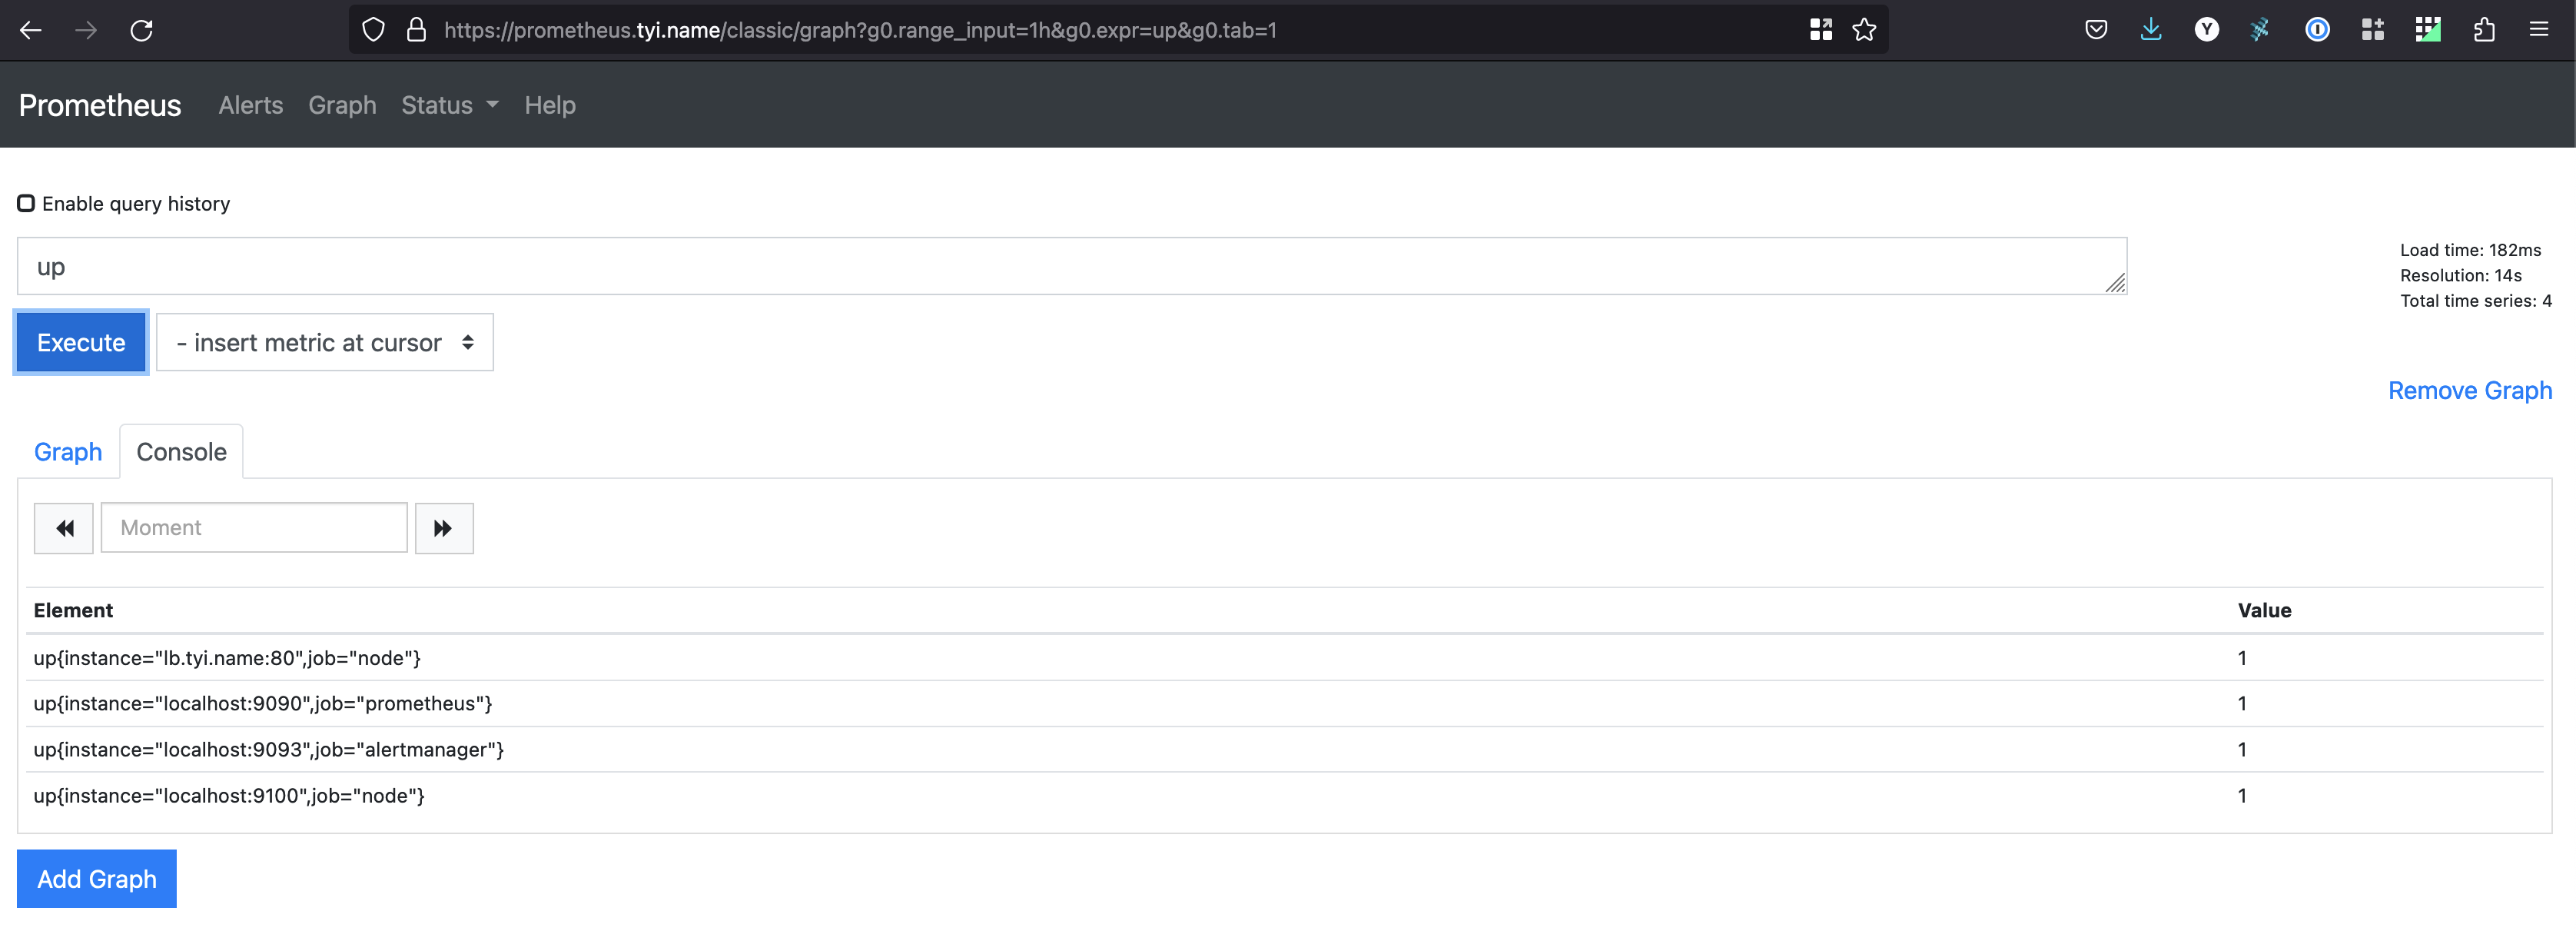 https://prometheus.tyi.name/classic/graph?g0.range_input=1h&g0.expr=up&g0.tab=1
Y
Prometheus Alerts Graph Status Help
Enable query history
up
Load time: 182ms
Resolution: 14s
Total time series: 4
Execute - insert metric at cursor
Remove Graph
Graph Console
Moment
Element Value
up{instance="lb.tyi.name:80",job="node"} 1
up{instance="localhost:9090",job="prometheus"} 1
up{instance="localhost:9093",job="alertmanager"} 1
up{instance="localhost:9100",job="node"} 1
Add Graph